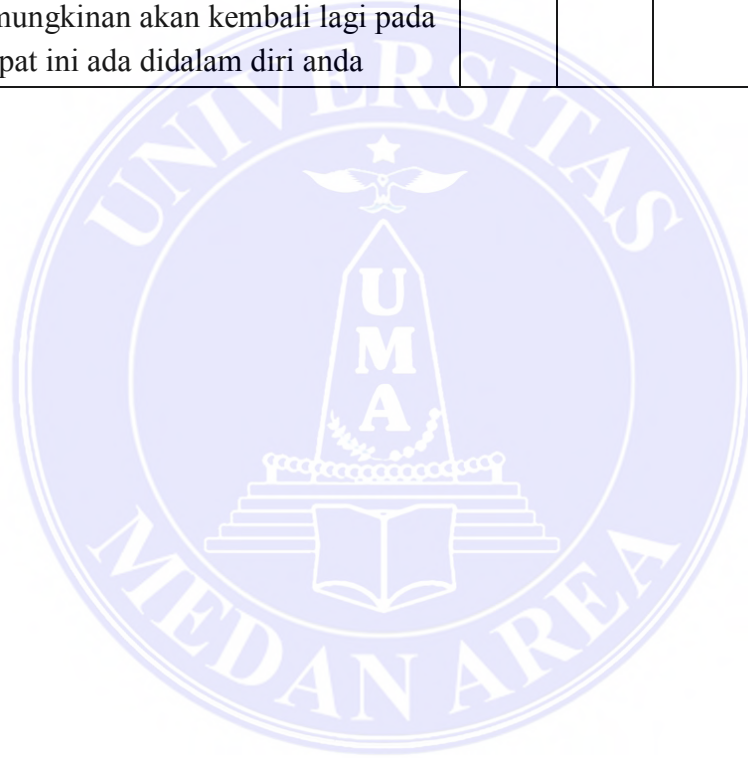 mungkinan akan kembali lagi pada
pat ini ada didalam diri anda
UNIVERSITAS
U
M
A
MEDAN AREA